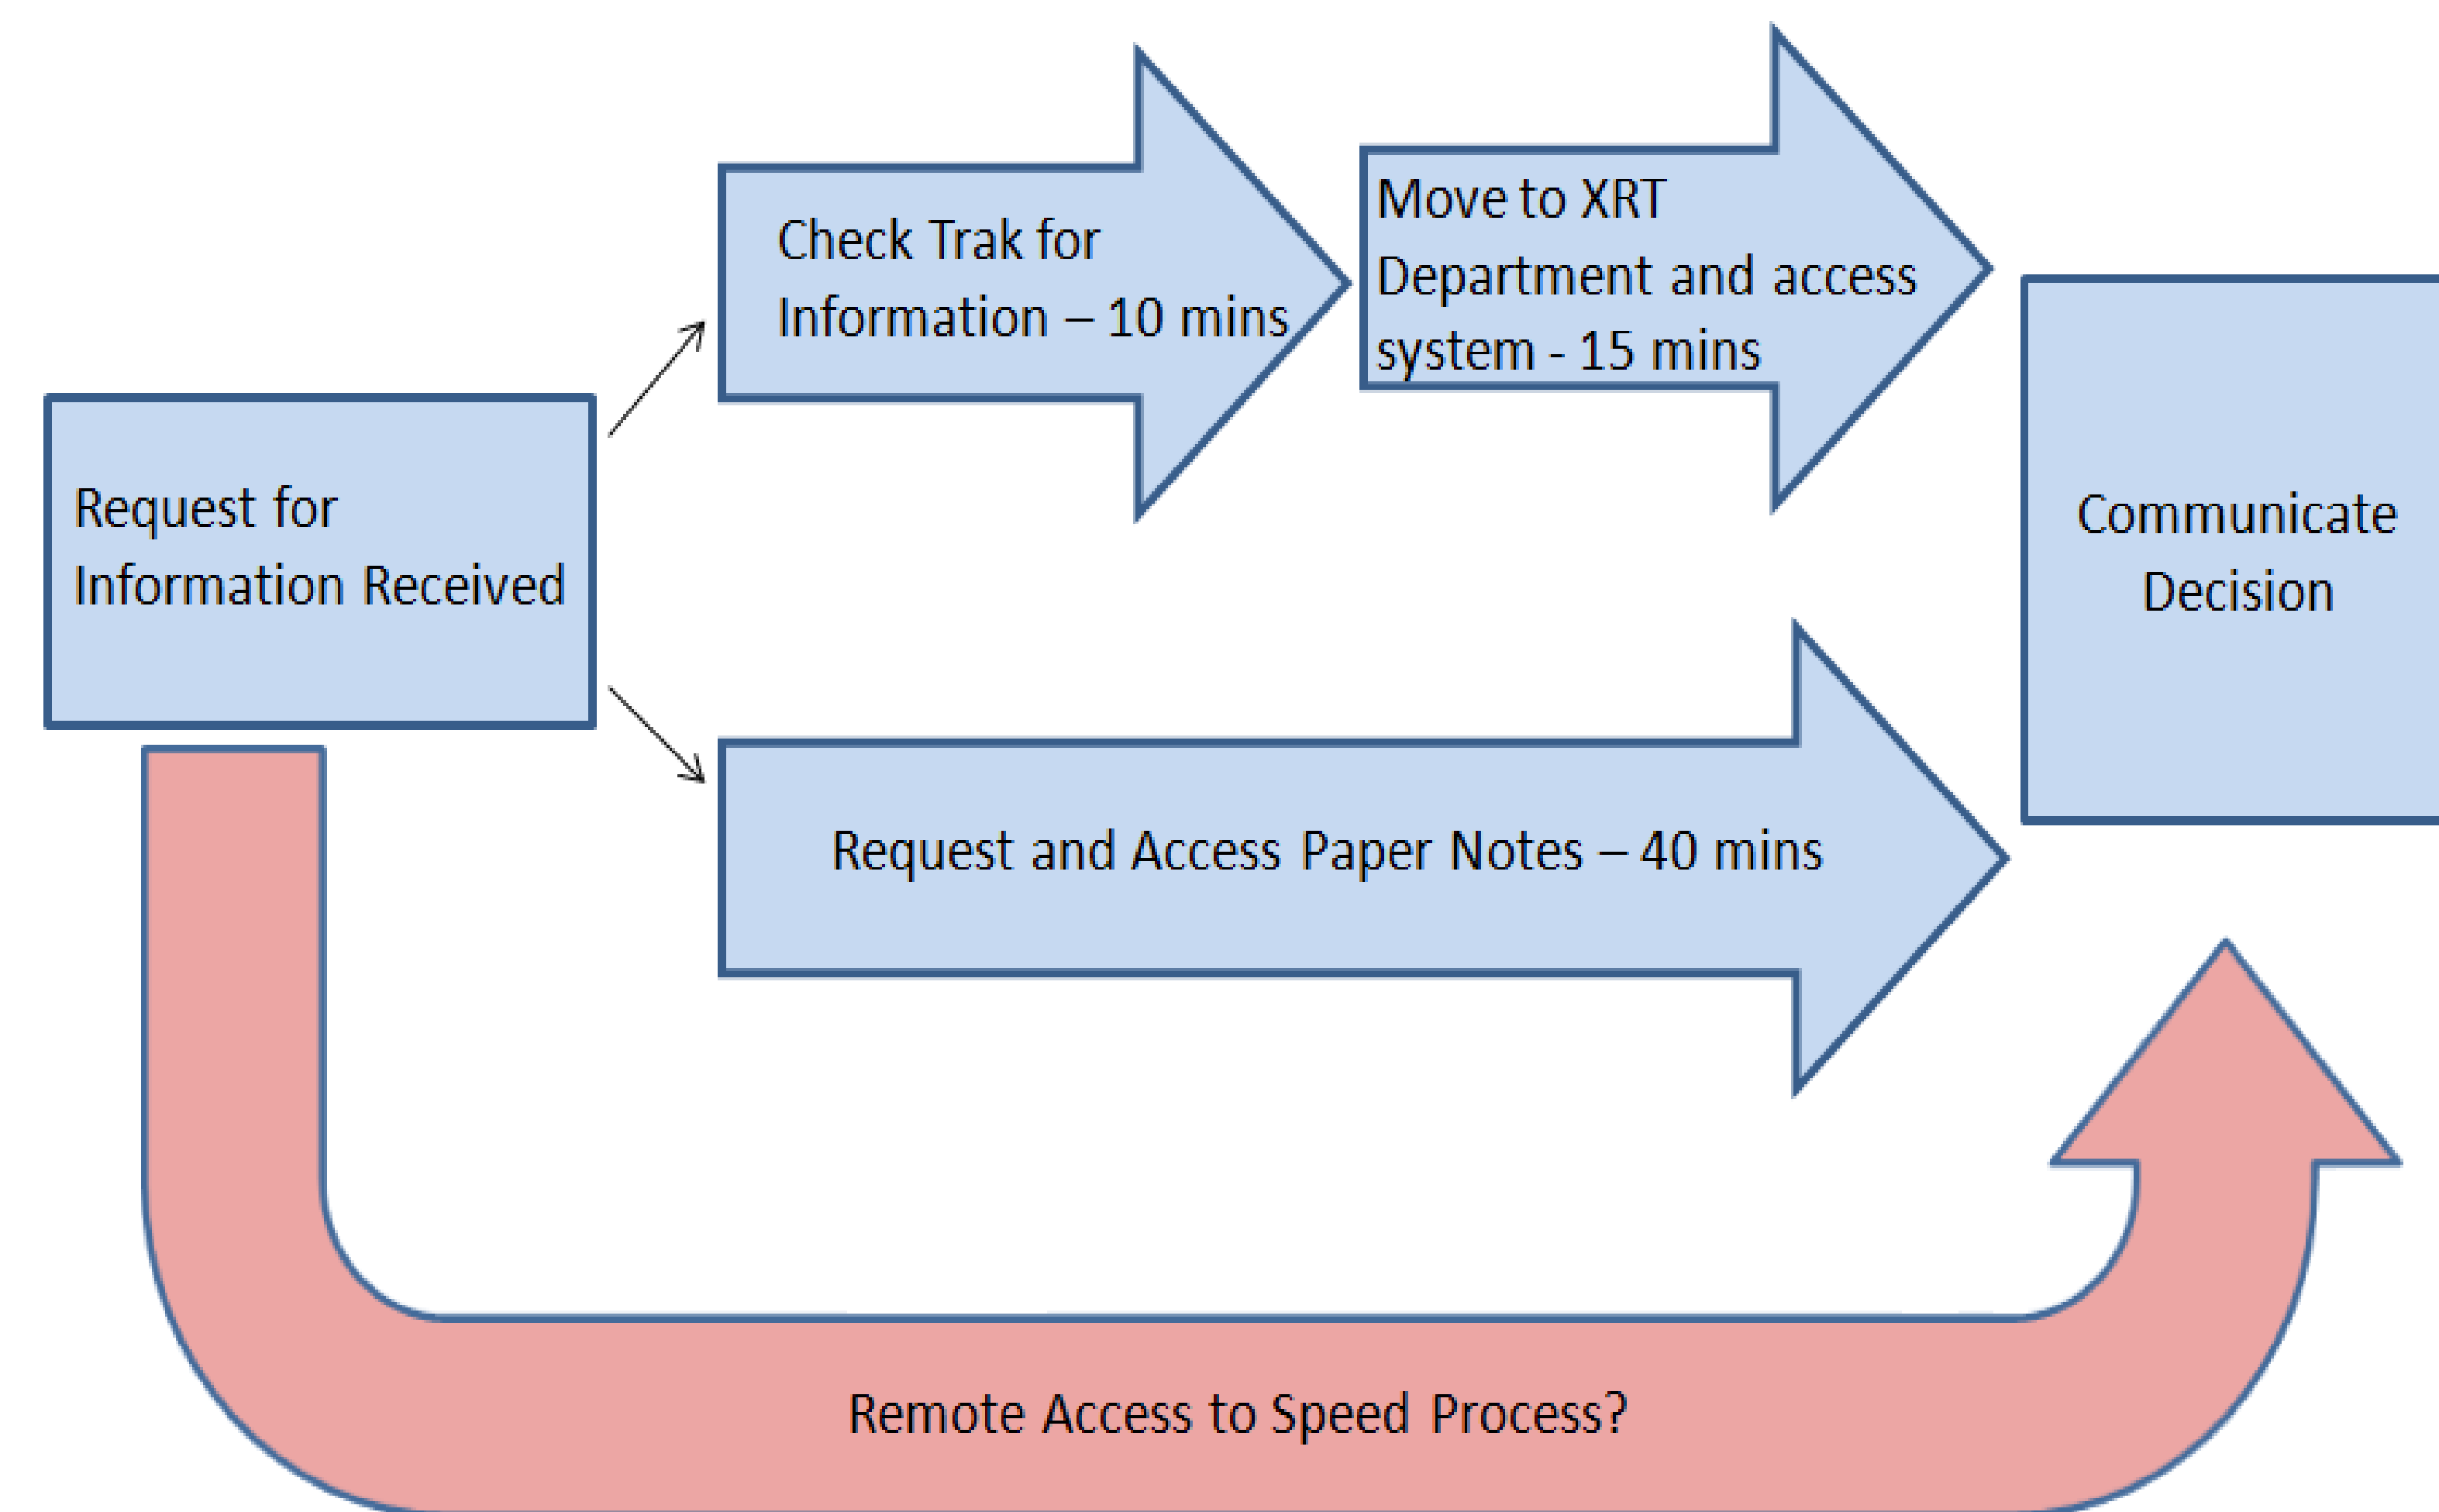 Check Trak for
Information – 10 mins
Move to XRT
Department and access
system - 15 mins
Request for
Information Received
Communicate
Decision
Request and Access Paper Notes – 40 mins
Remote Access to Speed Process?